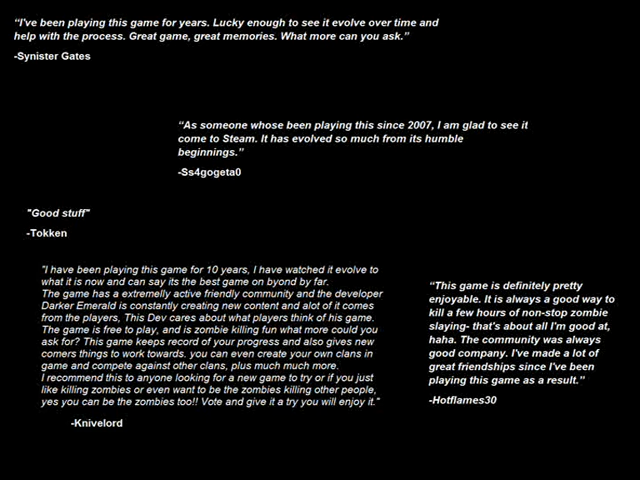 “I've been playing this game for years. Lucky enough to see it evolve over time and
help with the process. Great game, great memories. What more can you ask.”
-Synister Gates
“As someone whose been playing this since 2007, I am glad to see it
come to Steam. It has evolved so much from its humble
beginnings.”
-Ss4gogeta0
"Good stuff"
-Tokken
"I have been playing this game for 10 years, I have watched it evolve to
what it is now and can say its the best game on byond by far.
The game has a extremelly active friendly community and the developer
Darker Emerald is constantly creating new content and alot of it comes
from the players, This Dev cares about what players think of his game.
The game is free to play, and is zombie killing fun what more could you
ask for? This game keeps record of your progress and also gives new
comers things to work towards. you can even create your own clans in
game and compete against other clans, plus much much more.
I recommend this to anyone looking for a new game to try or if you just
like killing zombies or even want to be the zombies killing other people,
yes you can be the zombies too!! Vote and give it a try you will enjoy it."
-Knivelord
“This game is definitely pretty
enjoyable. It is always a good way to
kill a few hours of non-stop zombie
slaying- that's about all I'm good at,
haha. The community was always
good company. I've made a lot of
great friendships since I've been
playing this game as a result.”
-Hotflames30